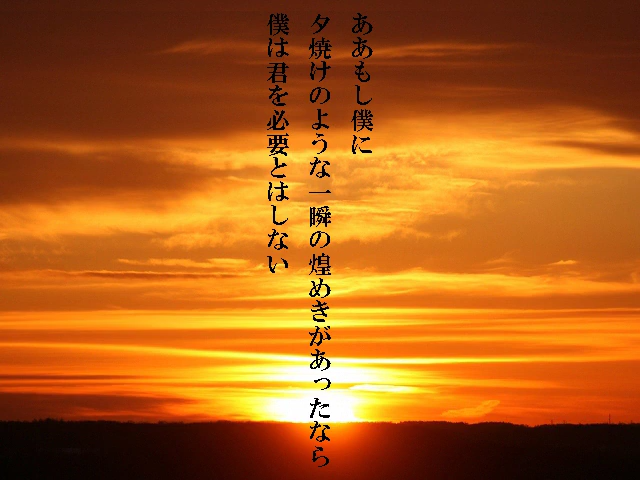 ああもし僕に
夕焼けのような一瞬の煌めきがあったなら
僕は君を必要とはしない